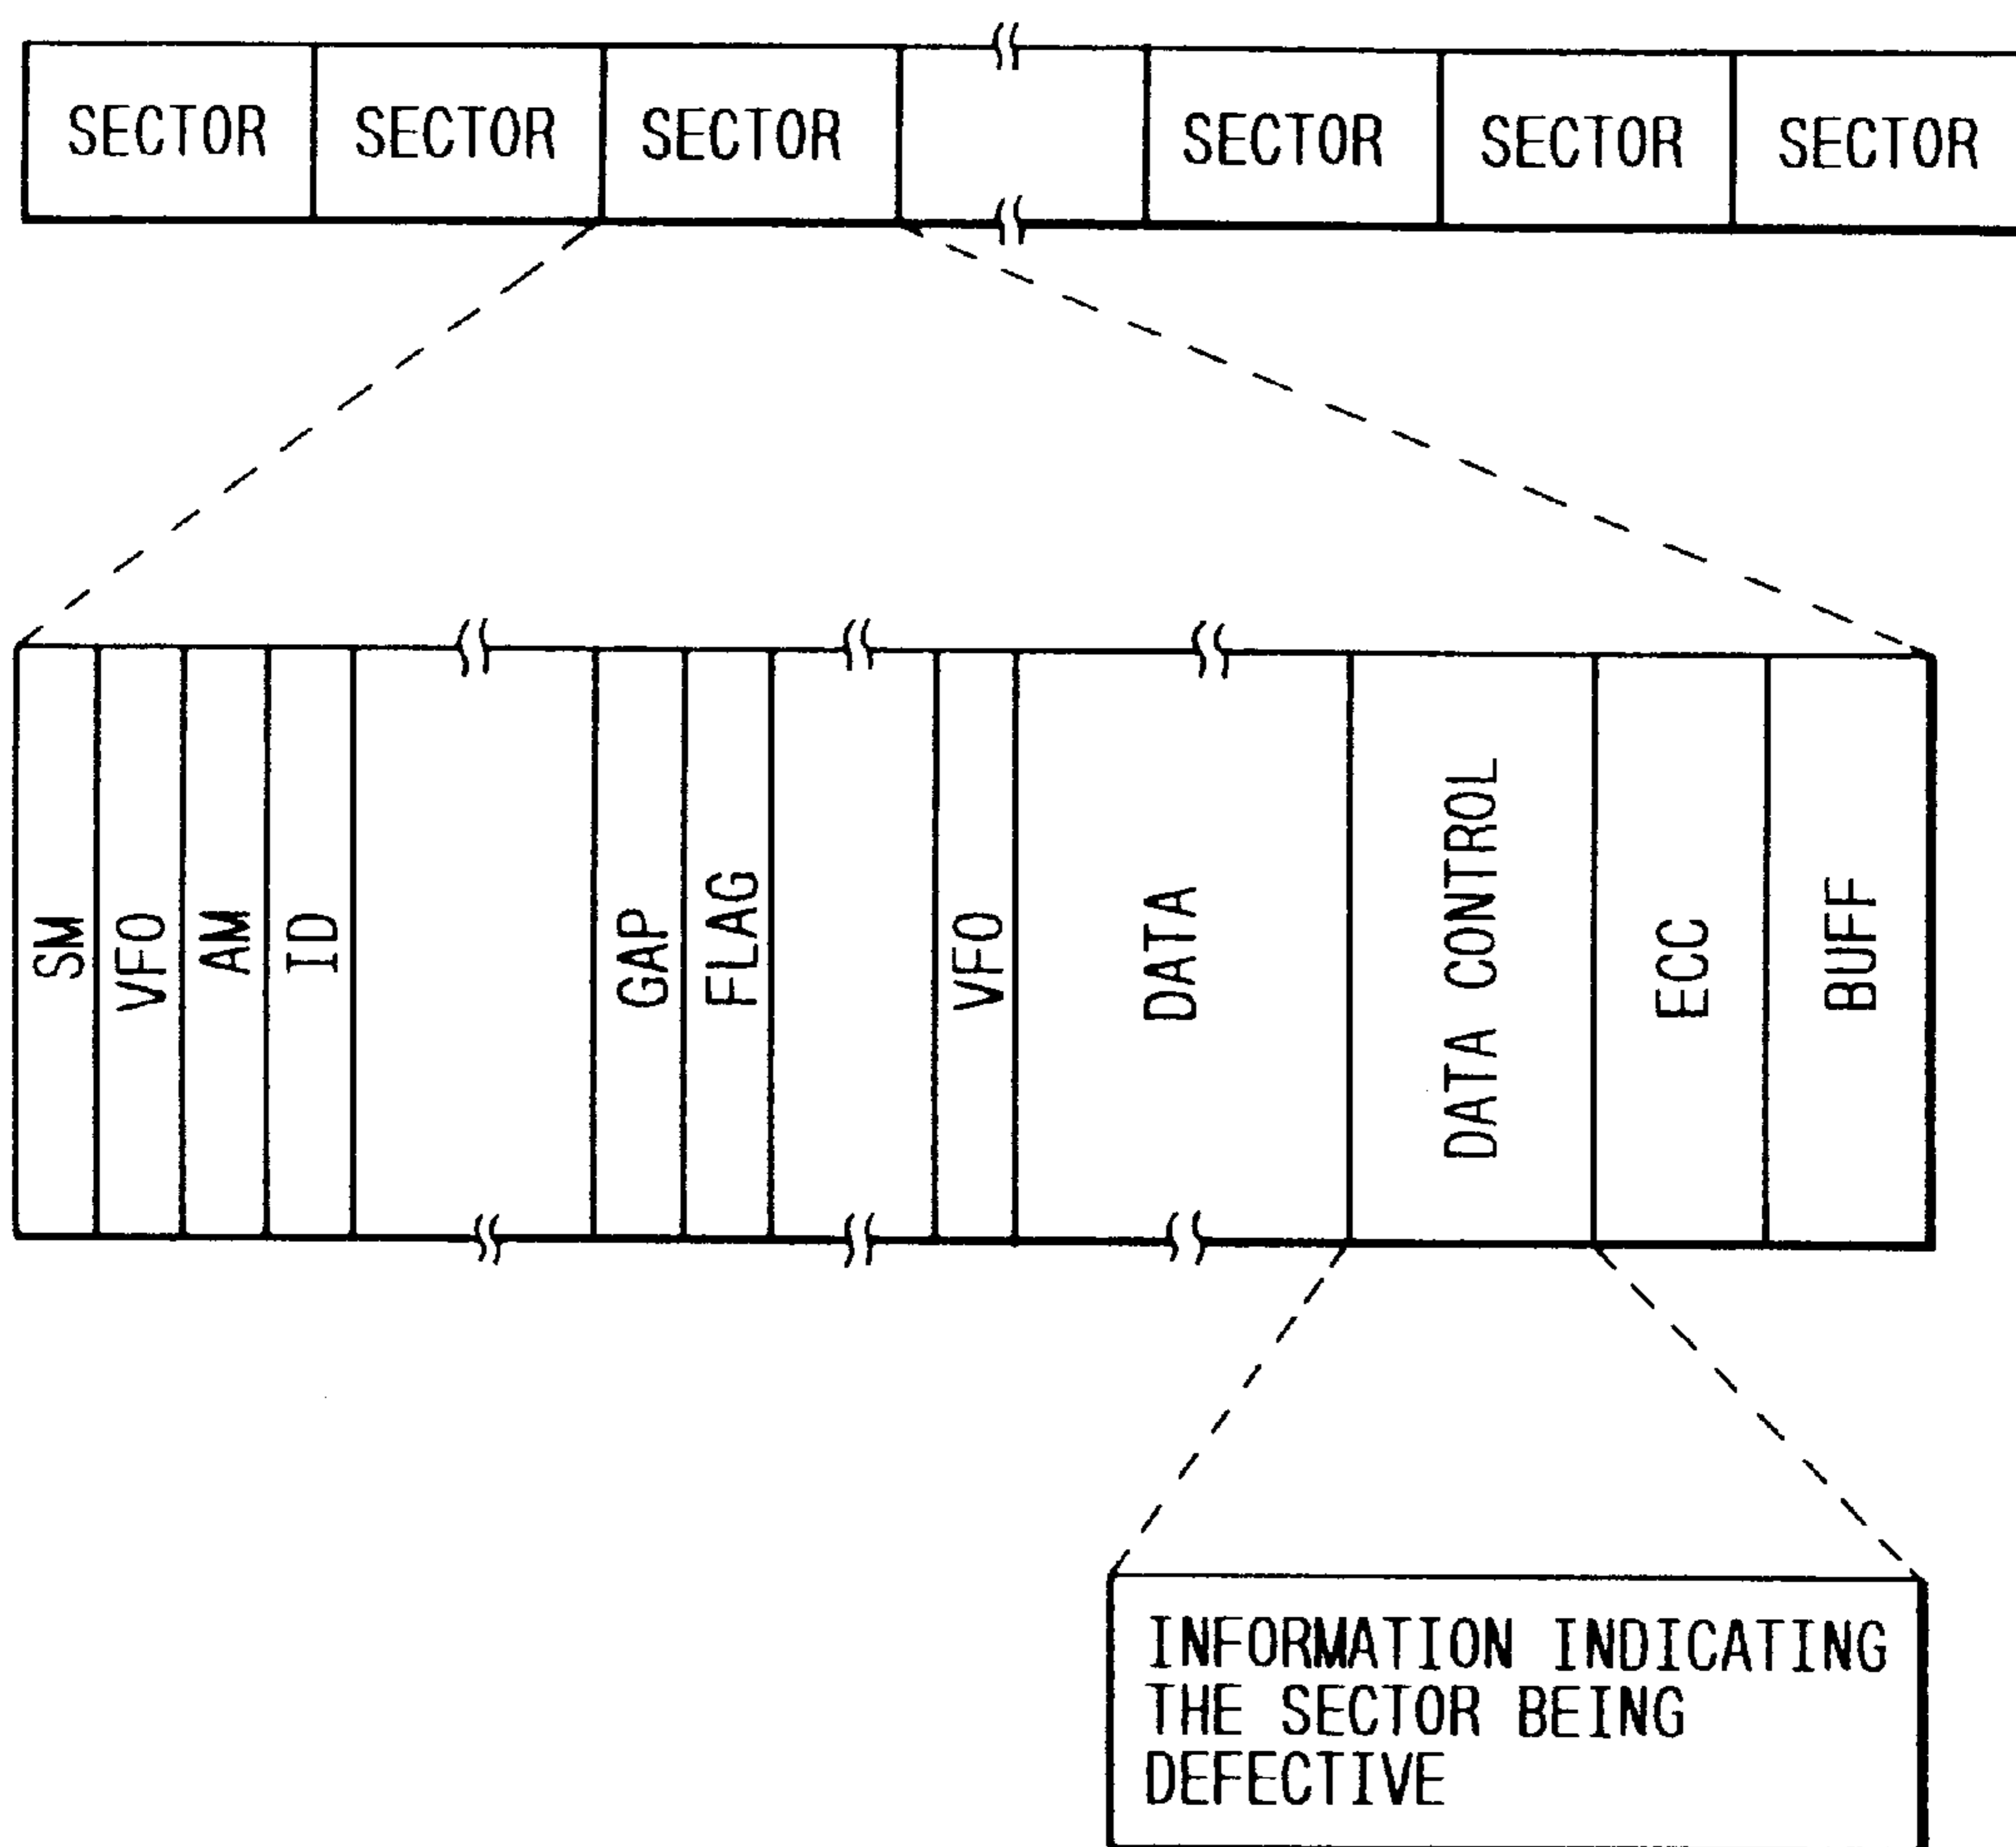 SECTOR SECTOR SECTOR SECTOR SECTOR SECTOR
SM VFO AM ID GAP FLAG VFO DATA DATA CONTROL ECC BUFF
INFORMATION INDICATING
THE SECTOR BEING
DEFECTIVE